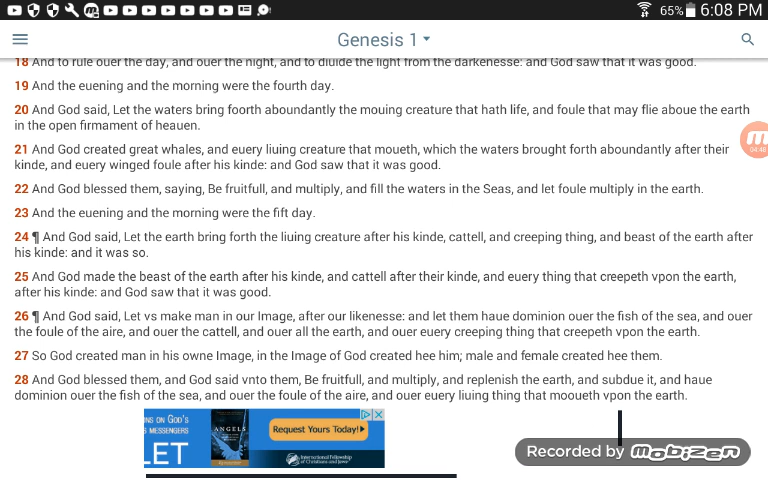 65% 6:08 PM
Genesis 1
18 And to rule ouer the day, and ouer the night, and to diuide the light from the darkenesse: and God saw that it was good.
19 And the euening and the morning were the fourth day.
20 And God said, Let the waters bring foorth aboundantly the mouing creature that hath life, and foule that may flie aboue the earth
in the open firmament of heauen.
21 And God created great whales, and euery liuing creature that moueth, which the waters brought forth aboundantly after their
kinde, and euery winged foule after his kinde: and God saw that it was good.
04:48
22 And God blessed them, saying, Be fruitfull, and multiply, and fill the waters in the Seas, and let foule multiply in the earth.
23 And the euening and the morning were the fift day.
24 ¶ And God said, Let the earth bring forth the liuing creature after his kinde, cattell, and creeping thing, and beast of the earth after
his kinde: and it was so.
25 And God made the beast of the earth after his kinde, and cattell after their kinde, and euery thing that creepeth vpon the earth,
after his kinde: and God saw that it was good.
26 ¶ And God said, Let vs make man in our Image, after our likenesse: and let them haue dominion ouer the fish of the sea, and ouer
the foule of the aire, and ouer the cattell, and ouer all the earth, and ouer euery creeping thing that creepeth vpon the earth.
27 So God created man in his owne Image, in the Image of God created hee him; male and female created hee them.
28 And God blessed them, and God said vnto them, Be fruitfull, and multiply, and replenish the earth, and subdue it, and haue
dominion ouer the fish of the sea, and ouer the foule of the aire, and ouer euery liuing thing that mooueth vpon the earth.
ONS ON GOD'S
MESSENGERS
LET
ANGELS
Request Yours Today!
International Fellowship
of Christians and Jews
Recorded by mobizen